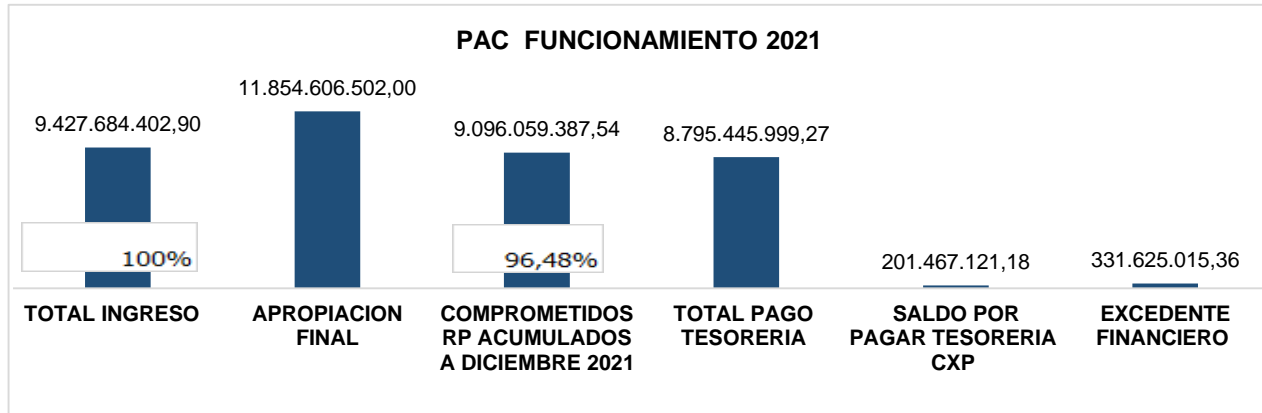 PAC FUNCIONAMIENTO 2021
11.854.606.502,00
9.427.684.402,90
9.096.059.387,54
8.795.445.999,27
100%
96,48%
201.467.121,18
331.625.015,36
TOTAL INGRESO
APROPIACION
FINAL
COMPROMETIDOS
RP ACUMULADOS
A DICIEMBRE 2021
TOTAL PAGO
TESORERIA
SALDO POR
PAGAR TESORERIA
CXP
EXCEDENTE
FINANCIERO